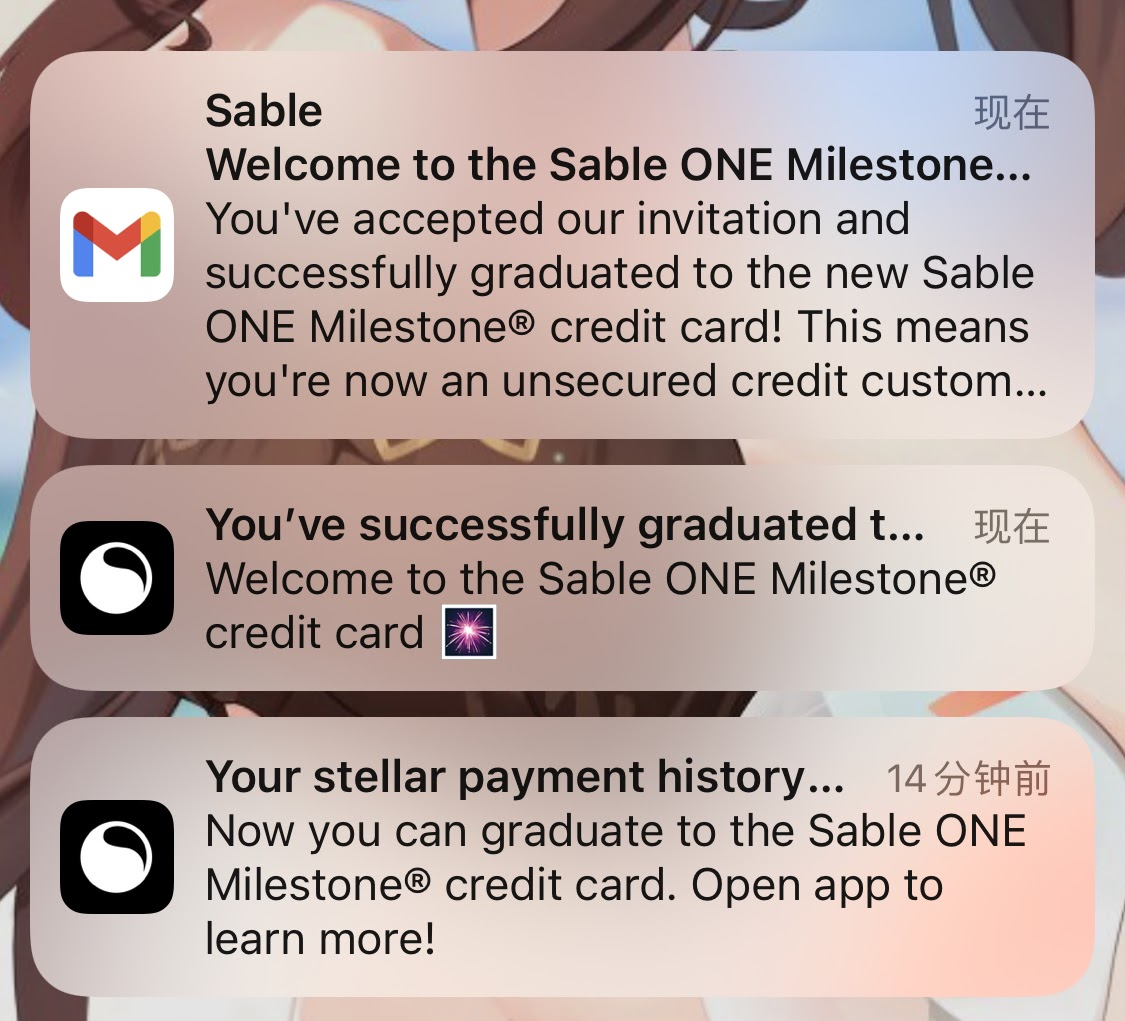 Sable 现在
Welcome to the Sable ONE Milestone...
You've accepted our invitation and
successfully graduated to the new Sable
ONE Milestone® credit card! This means
you're now an unsecured credit custom...
You’ve successfully graduated t... 现在
Welcome to the Sable ONE Milestone®
credit card 🎆
Your stellar payment history... 14分钟前
Now you can graduate to the Sable ONE
Milestone® credit card. Open app to
learn more!